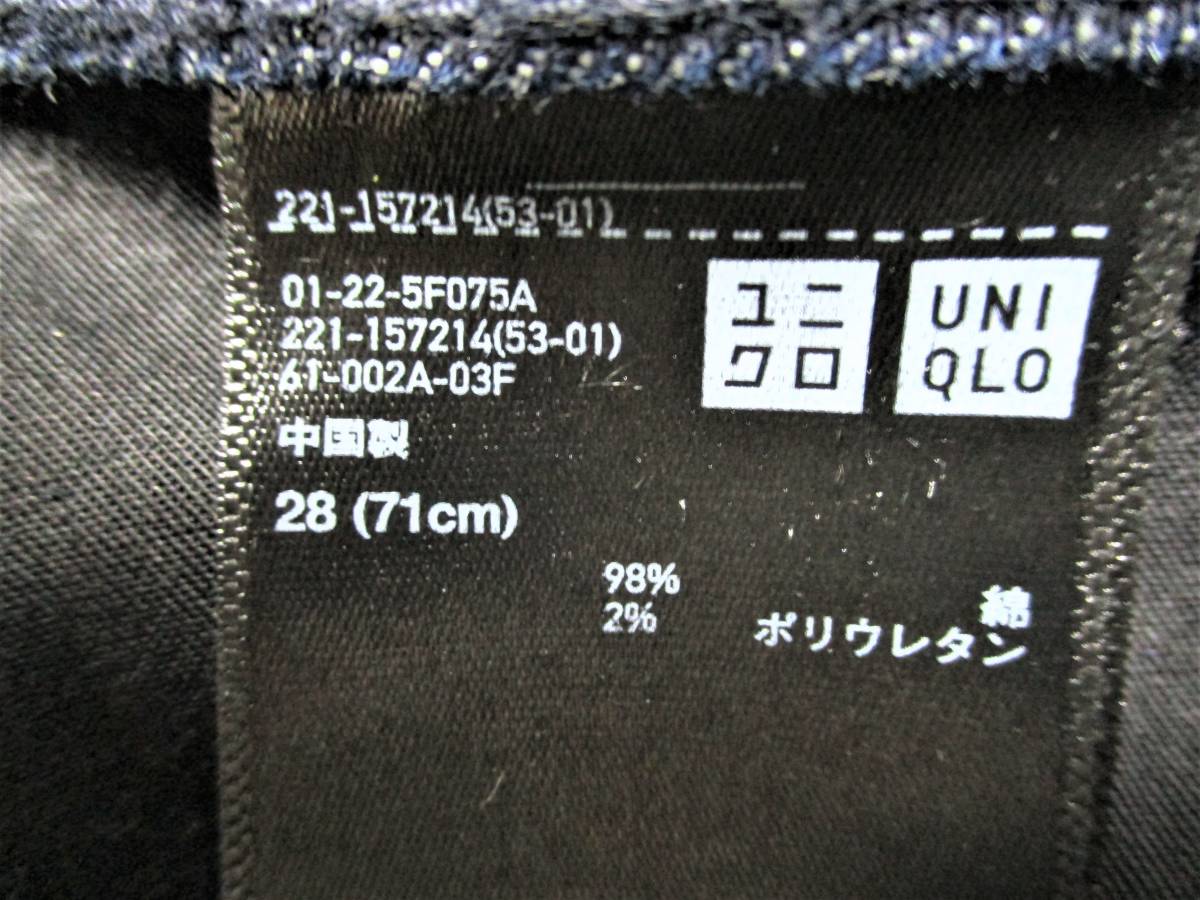 221-157214(53-01)
01-22-5F075A
221-157214(53-01)
61-002A-03F
ユニ
クロ
UNI
QLO
中国製
28 (71cm)
98% 綿
2% ポリウレタン